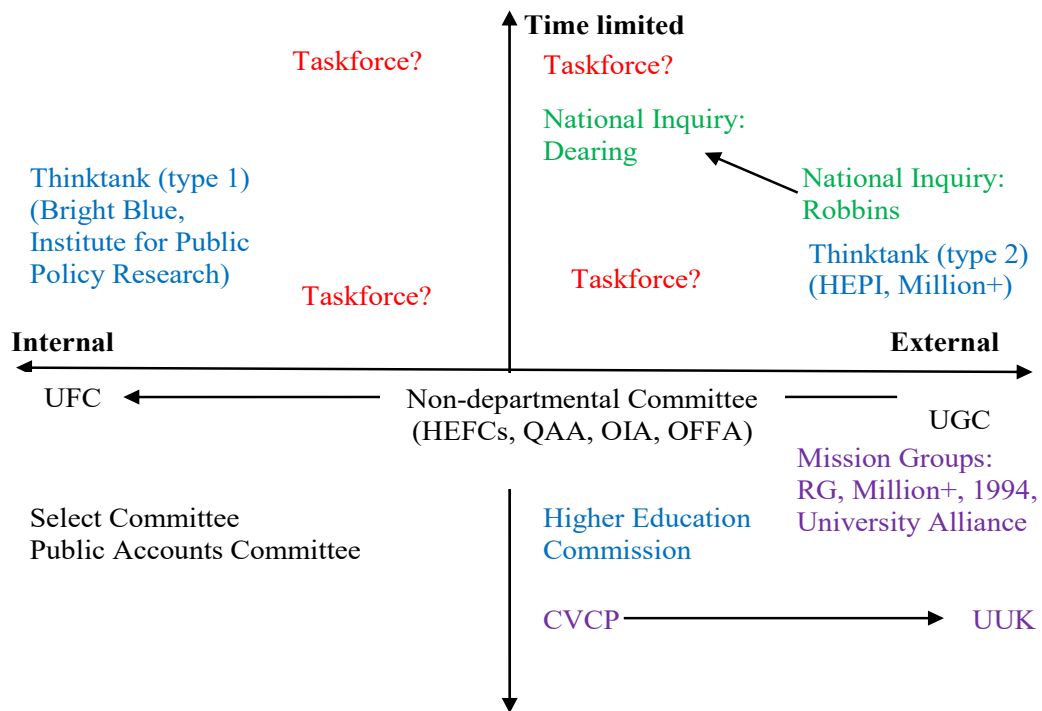 Time limited
Taskforce?
Taskforce?
National Inquiry:
Dearing
Thinktank (type 1)
(Bright Blue,
Institute for Public
Policy Research)
National Inquiry:
Robbins
Thinktank (type 2)
(HEPI, Million+)
Taskforce?
Taskforce?
Internal
External
UFC
Non-departmental Committee
(HEFCs, QAA, OIA, OFFA)
UGC
Mission Groups:
RG, Million+, 1994,
University Alliance
Select Committee
Public Accounts Committee
Higher Education
Commission
CVCP
UUK